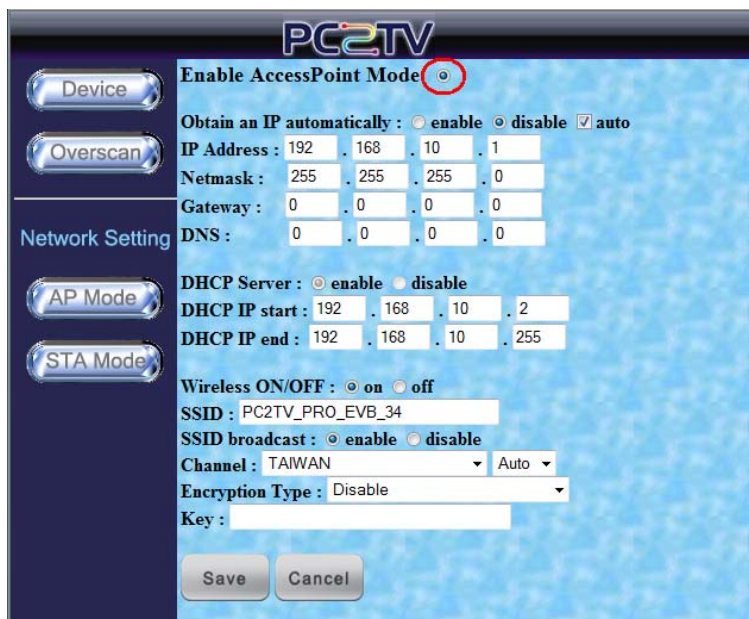 PC2TV
Device
Overscan
Network Setting
AP Mode
STA Mode
Enable AccessPoint Mode
Obtain an IP automatically : enable disable auto
IP Address : 192 . 168 . 10 . 1
Netmask : 255 . 255 . 255 . 0
Gateway : 0 . 0 . 0 . 0
DNS : 0 . 0 . 0 . 0
DHCP Server : enable disable
DHCP IP start : 192 . 168 . 10 . 2
DHCP IP end : 192 . 168 . 10 . 255
Wireless ON/OFF : on off
SSID : PC2TV_PRO_EVB_34
SSID broadcast : enable disable
Channel : TAIWAN Auto
Encryption Type : Disable
Key :
Save Cancel